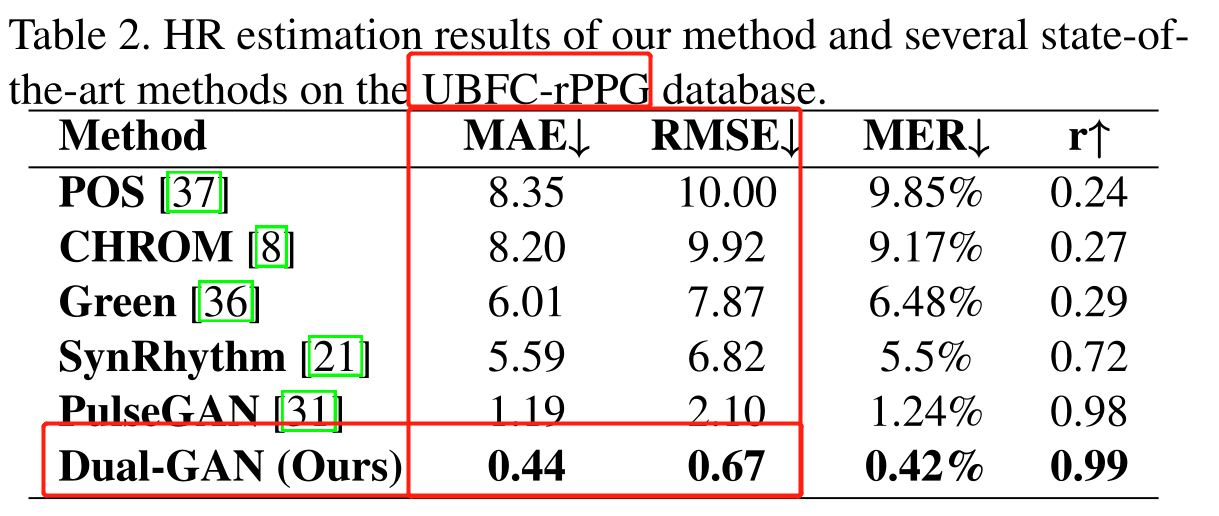 Table 2. HR estimation results of our method and several state-of-
the-art methods on the UBFC-rPPG database.
Method MAE↓ RMSE↓ MER↓ r↑
POS [37] 8.35 10.00 9.85% 0.24
CHROM [8] 8.20 9.92 9.17% 0.27
Green [36] 6.01 7.87 6.48% 0.29
SynRhythm [21] 5.59 6.82 5.5% 0.72
PulseGAN [31] 1.19 2.10 1.24% 0.98
Dual-GAN (Ours) 0.44 0.67 0.42% 0.99